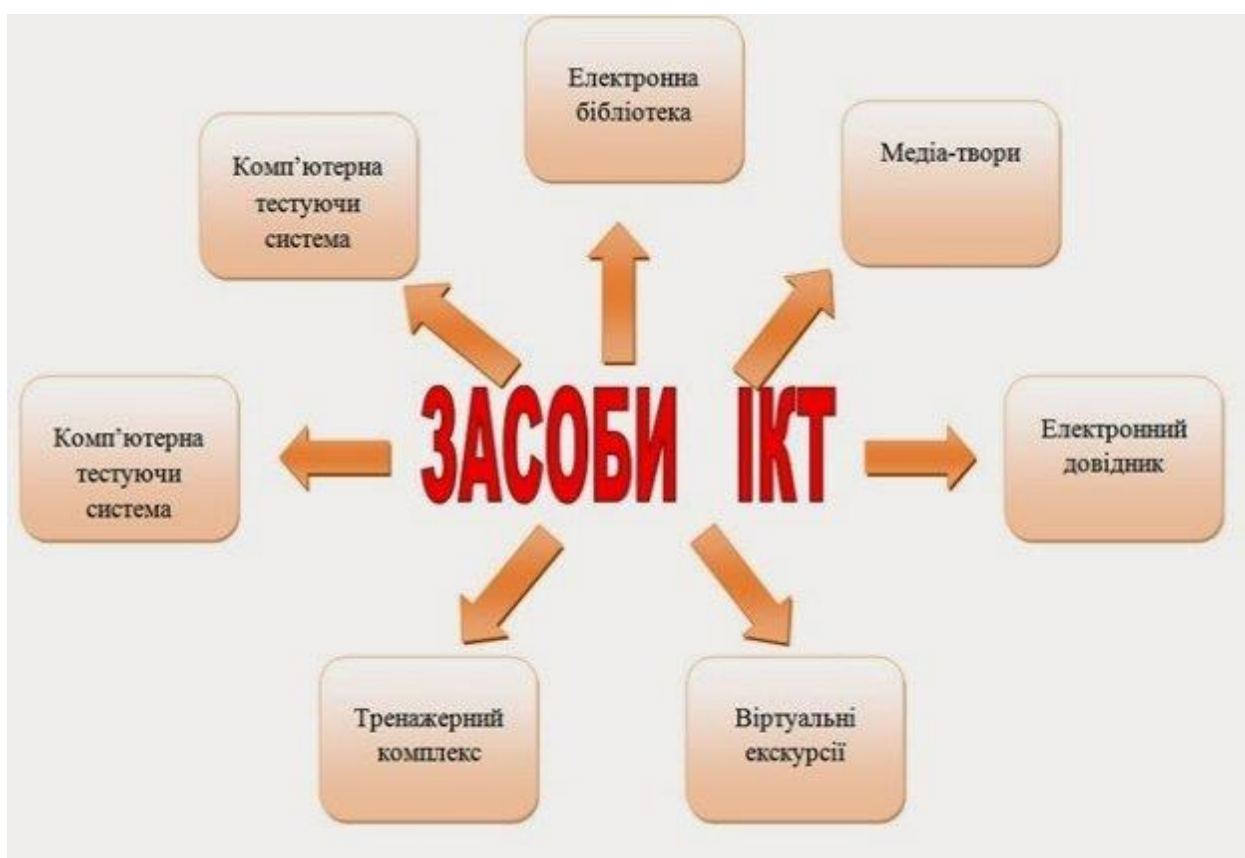 Електронна
бібліотека
Медіа-твори
Комп’ютерна
тестуючи
система
Комп’ютерна
тестуючи
система
ЗАСОБИ ІКТ
Електронний
довідник
Тренажерний
комплекс
Віртуальні
екскурсії